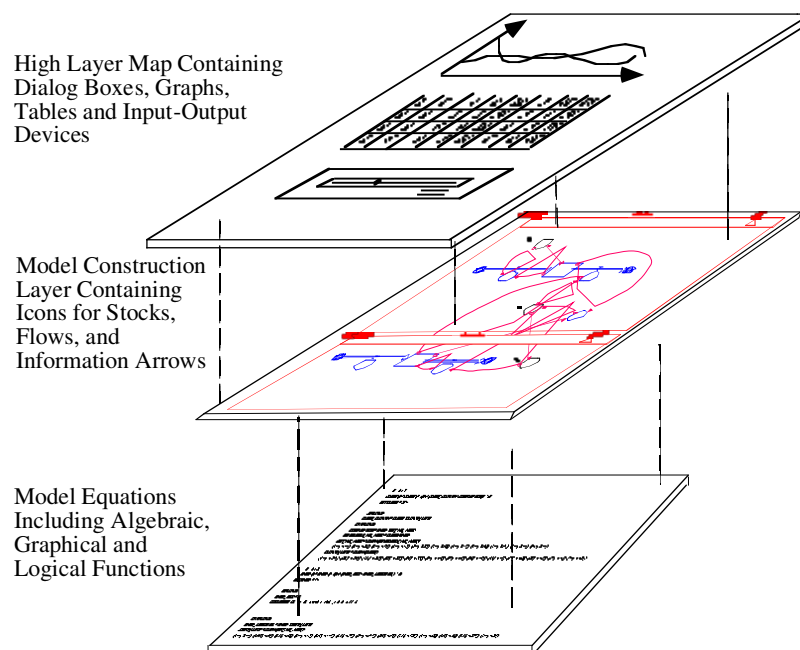 High Layer Map Containing
Dialog Boxes, Graphs,
Tables and Input-Output
Devices
Model Construction
Layer Containing
Icons for Stocks,
Flows, and
Information Arrows
Model Equations
Including Algebraic,
Graphical and
Logical Functions